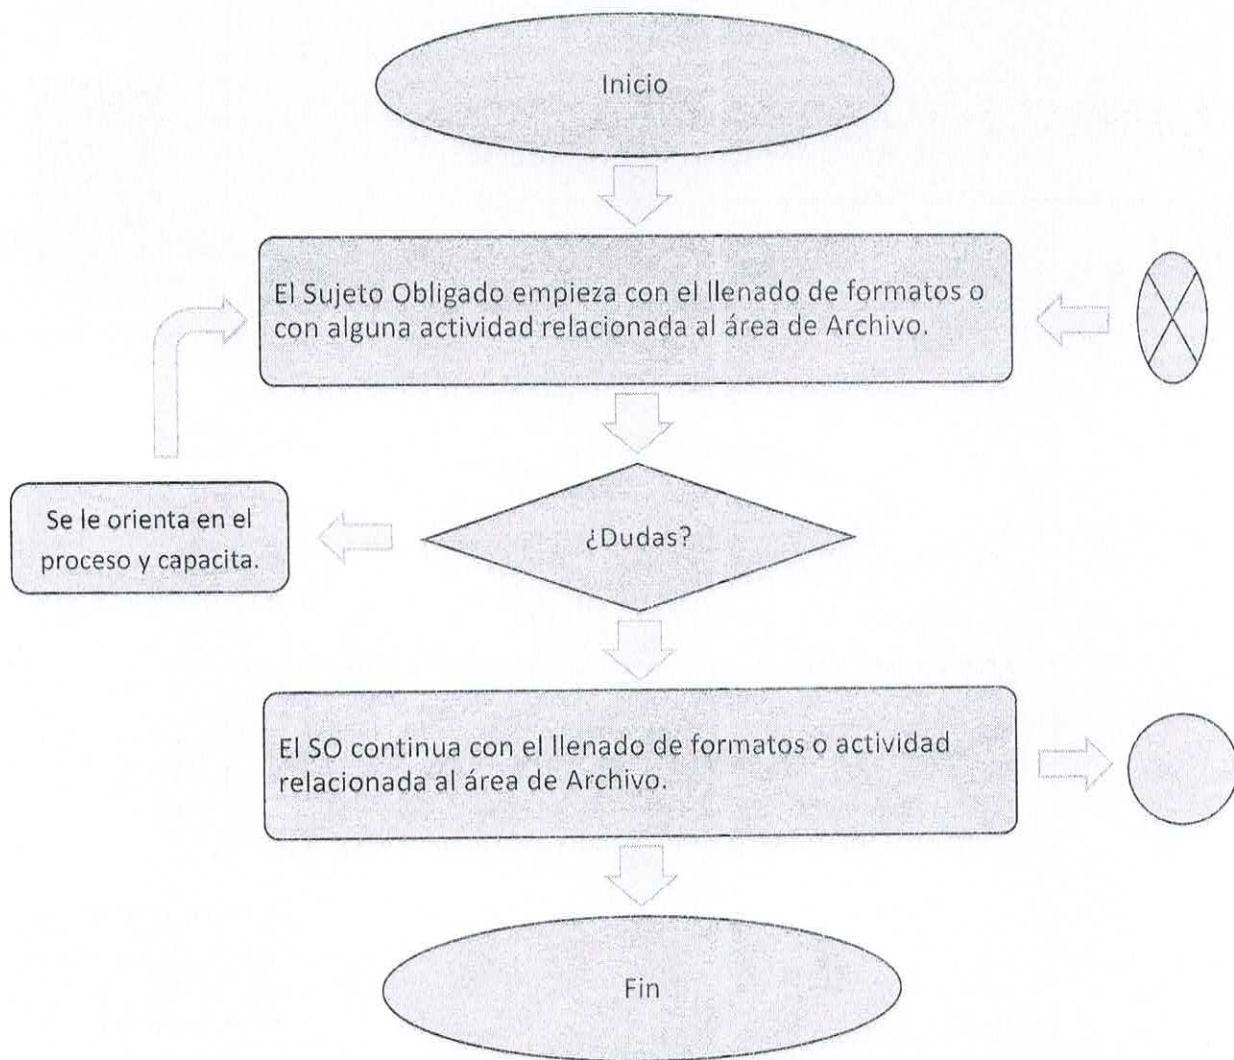 Inicio
El Sujeto Obligado empieza con el llenado de formatos o
con alguna actividad relacionada al área de Archivo.
¿Dudas?
Se le orienta en el
proceso y capacita.
El SO continua con el llenado de formatos o actividad
relacionada al área de Archivo.
Fin